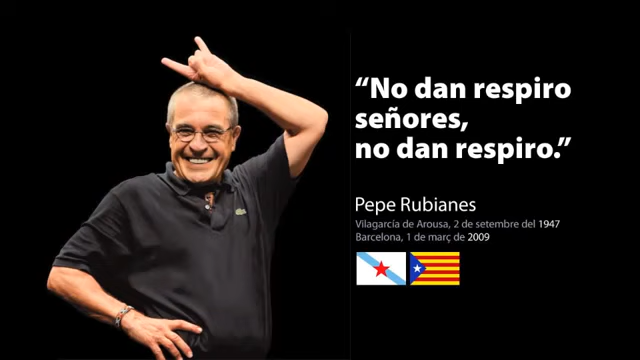 “No dan respiro
señores,
no dan respiro.”
Pepe Rubianes
Vilagarcía de Arousa, 2 de setembre del 1947
Barcelona, 1 de març de 2009